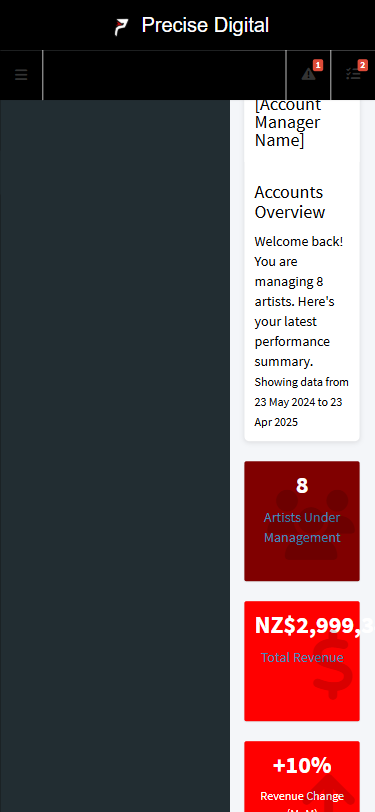 Precise Digital
1
2
[Account
Manager
Name]
Accounts
Overview
Welcome back!
You are
managing 8
artists. Here's
your latest
performance
summary.
Showing data from
23 May 2024 to 23
Apr 2025
8
Artists Under
Management
NZ$2,999,3
Total Revenue
+10%
Revenue Change
(MoM)